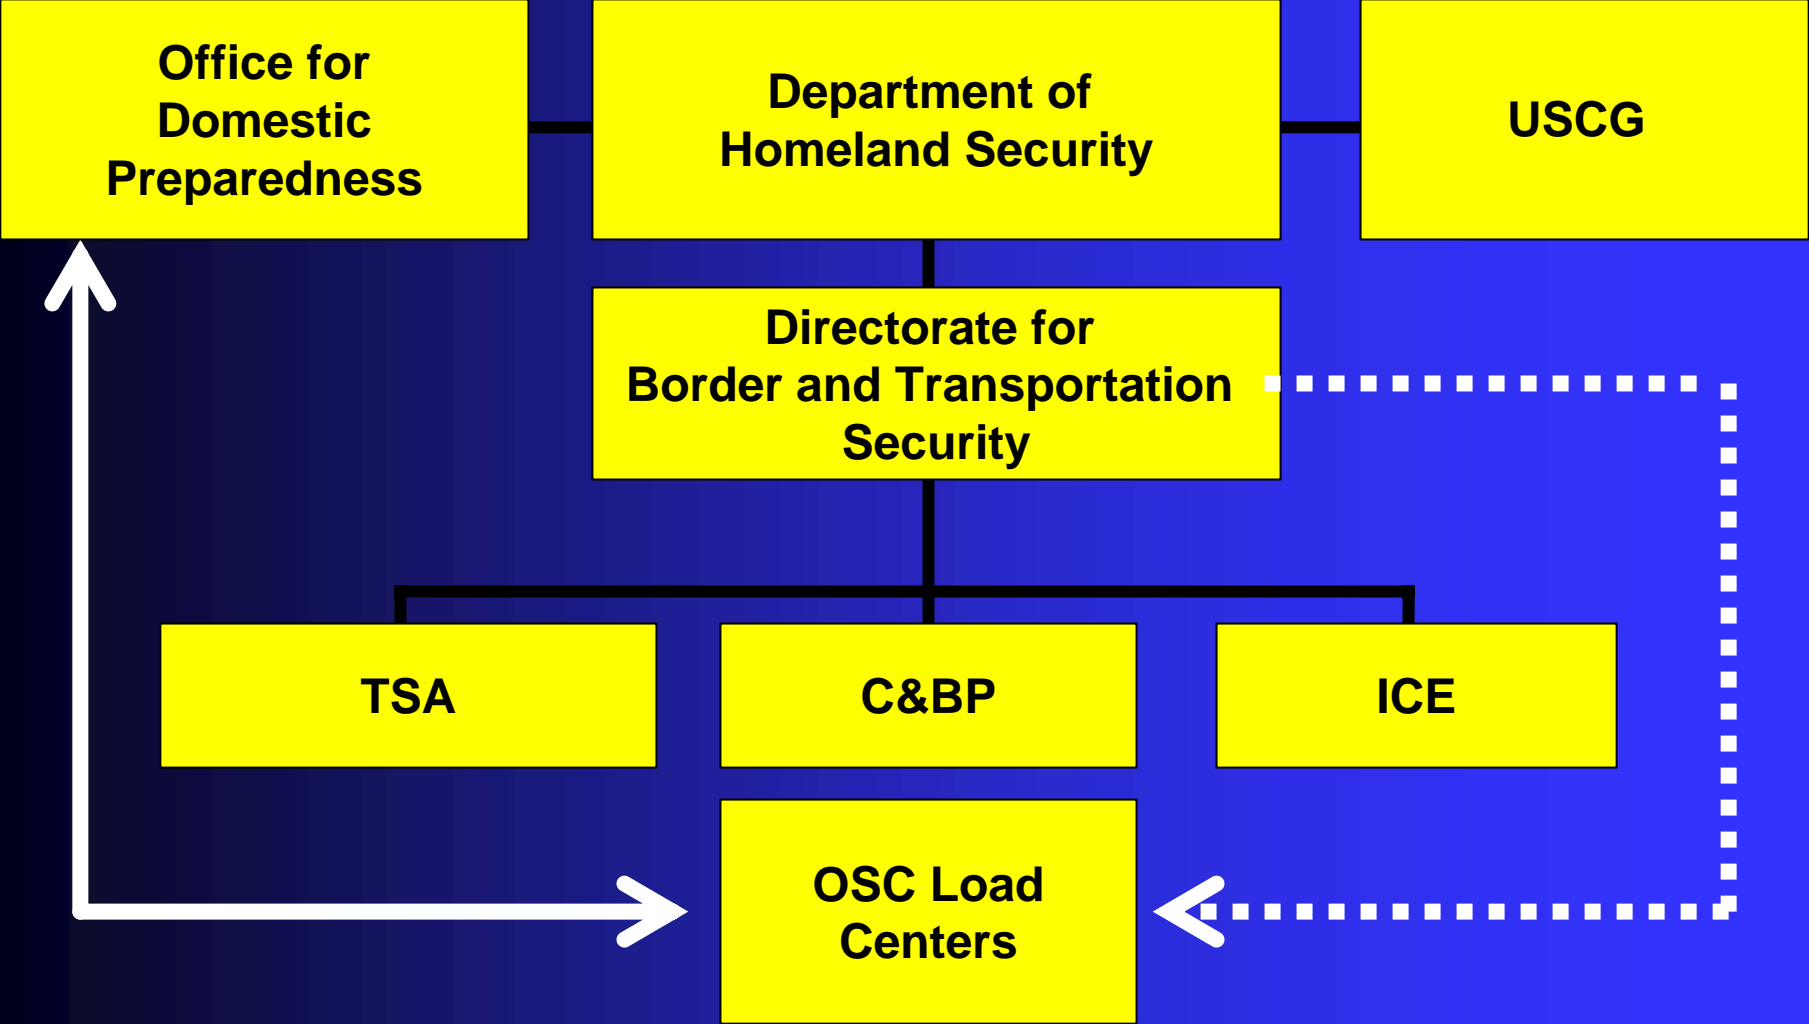 Office for
Domestic
Preparedness
Department of
Homeland Security
USCG
Directorate for
Border and Transportation
Security
TSA
C&BP
ICE
OSC Load
Centers